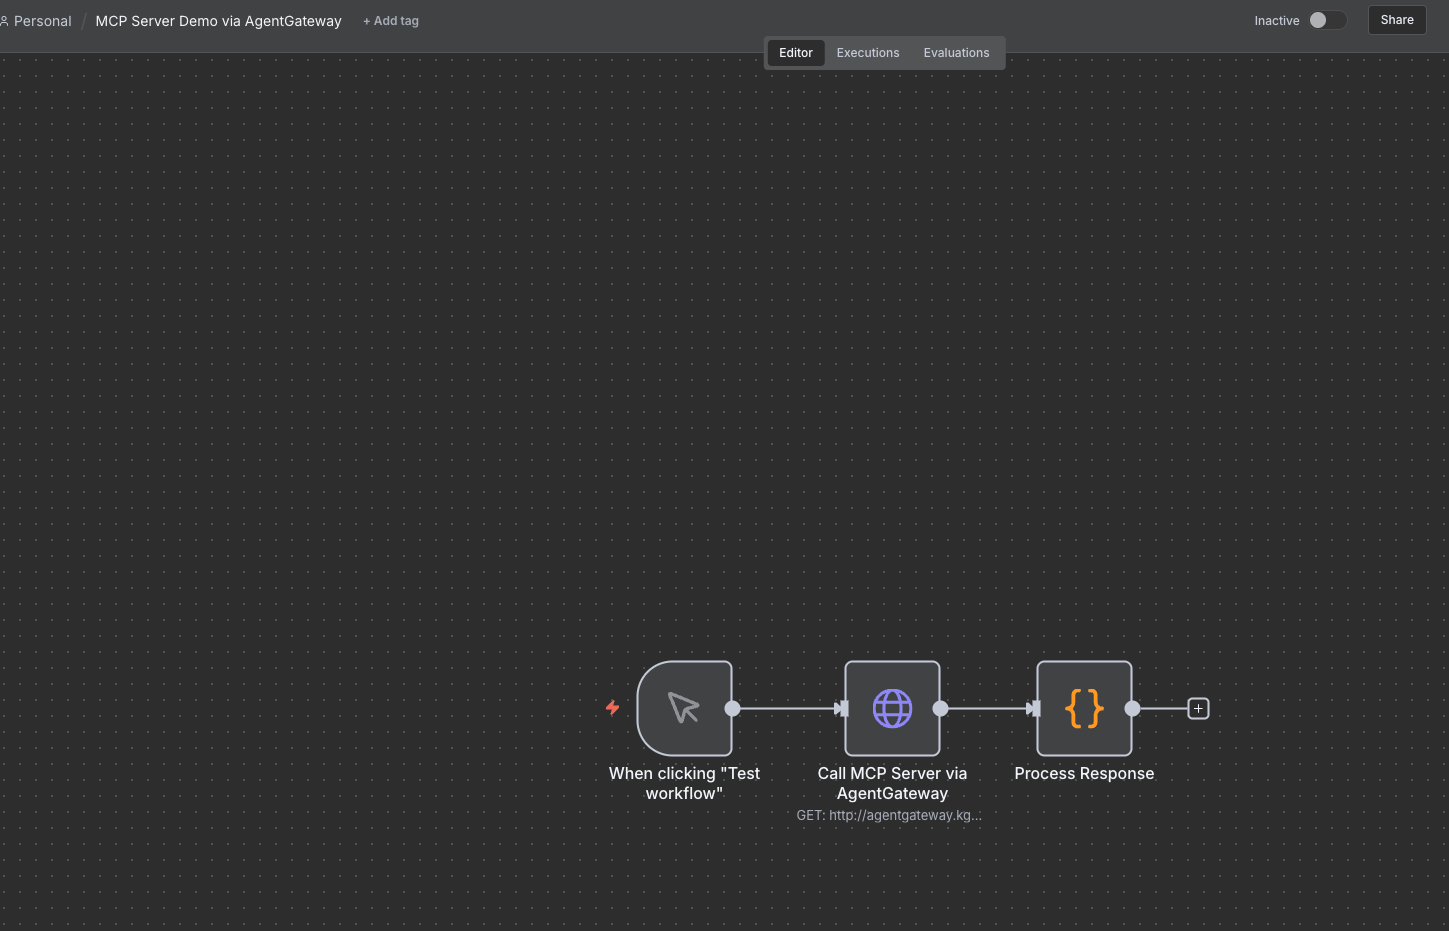 Personal / MCP Server Demo via AgentGateway + Add tag
Inactive
Share
Editor Executions Evaluations
When clicking "Test
workflow"
Call MCP Server via
AgentGateway
GET: http://agentgateway.kg...
{}
Process Response